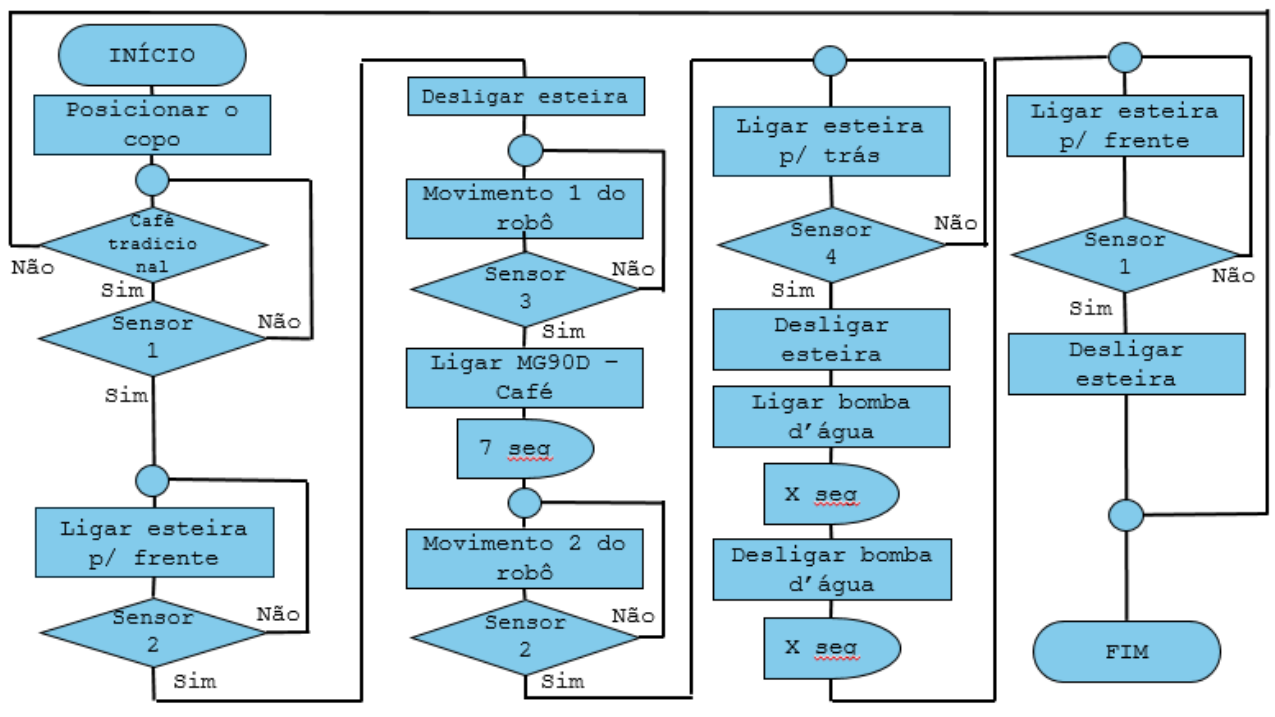 INÍCIO
Posicionar o
copo
Café
tradicio
nal
Não
Sim
Sensor
1
Não
Sim
Ligar esteira
p/ frente
Sensor
2
Não
Sim
Desligar esteira
Movimento 1 do
robô
Sensor
3
Não
Sim
Ligar MG90D –
Café
7 seg
Movimento 2 do
robô
Sensor
2
Não
Sim
Ligar esteira
p/ trás
Sensor
4
Não
Sim
Desligar
esteira
Ligar bomba
d’água
X seg
Desligar bomba
d’água
X seg
Ligar esteira
p/ frente
Sensor
1
Não
Sim
Desligar
esteira
FIM